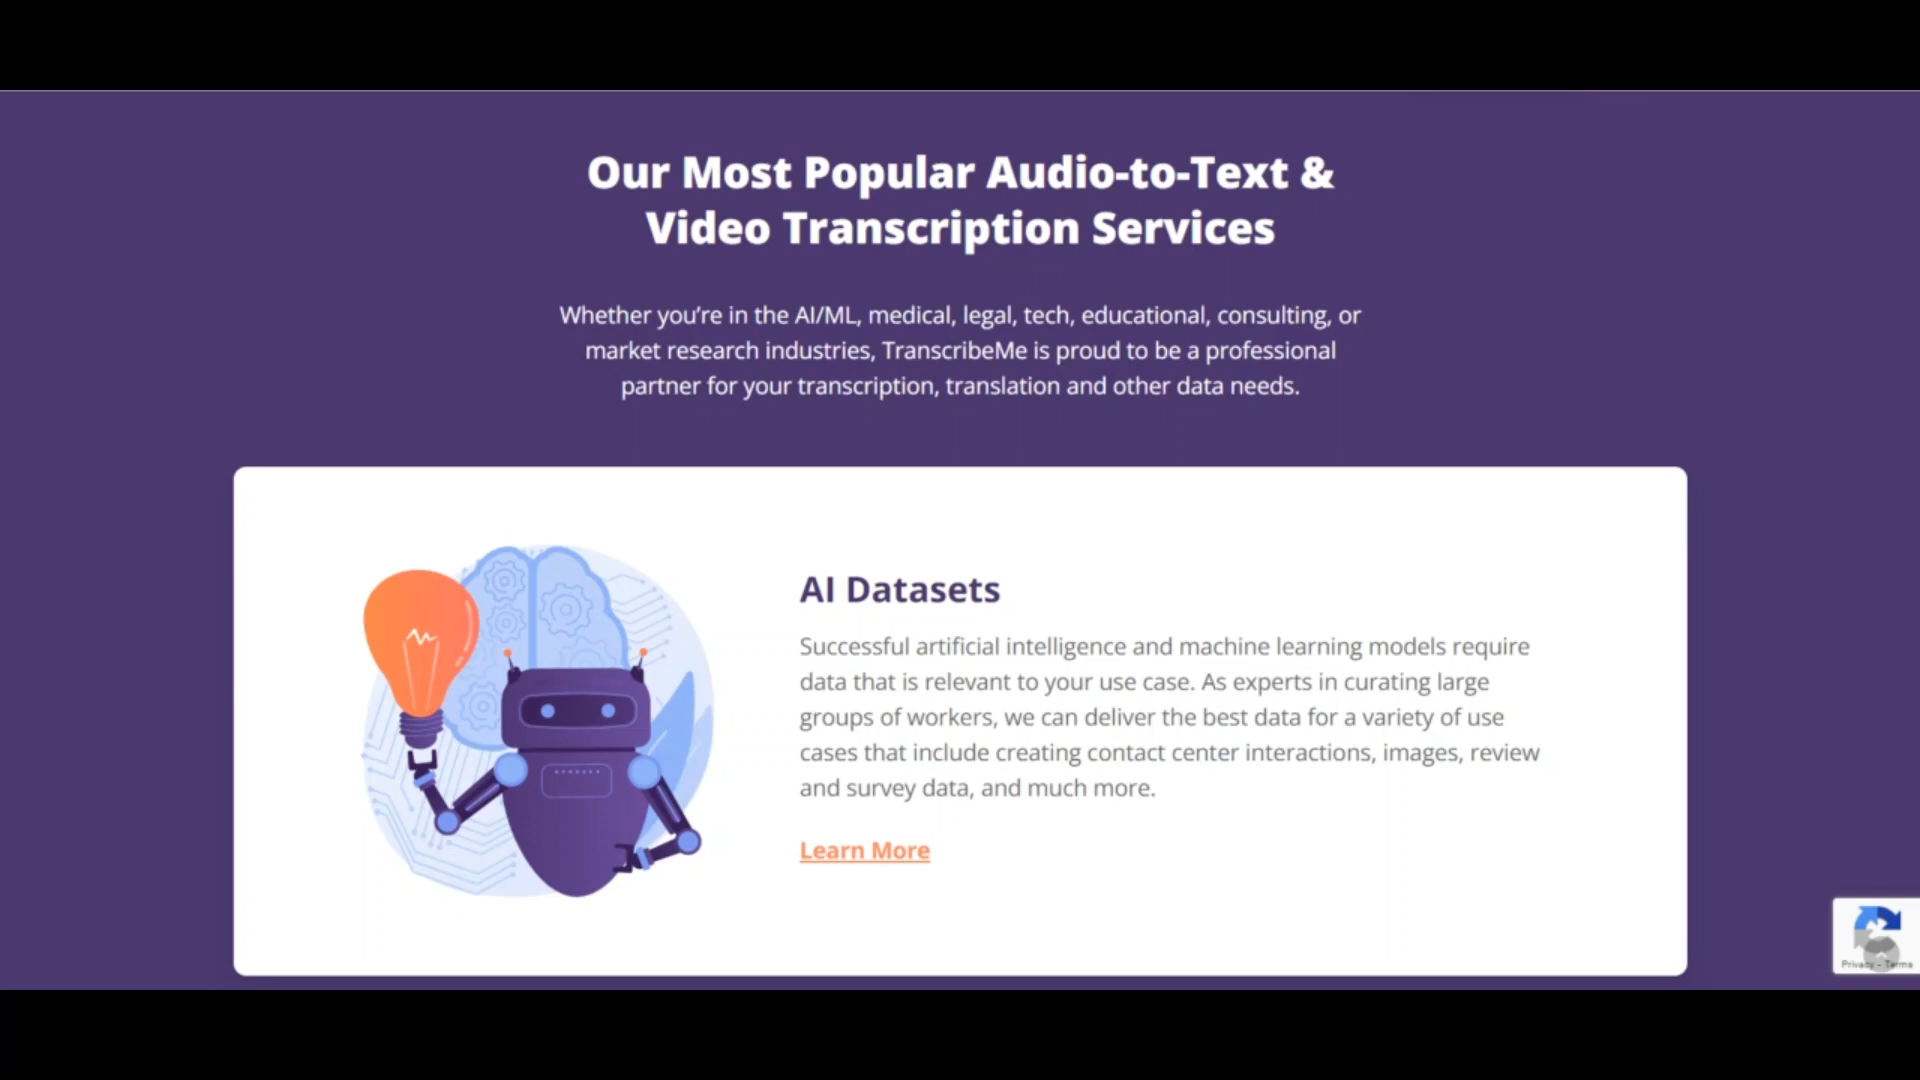 Our Most Popular Audio-to-Text &
Video Transcription Services
Whether you’re in the AI/ML, medical, legal, tech, educational, consulting, or
market research industries, TranscribeMe is proud to be a professional
partner for your transcription, translation and other data needs.
AI Datasets
Successful artificial intelligence and machine learning models require
data that is relevant to your use case. As experts in curating large
groups of workers, we can deliver the best data for a variety of use
cases that include creating contact center interactions, images, review
and survey data, and much more.
Learn More
Privacy - Terms